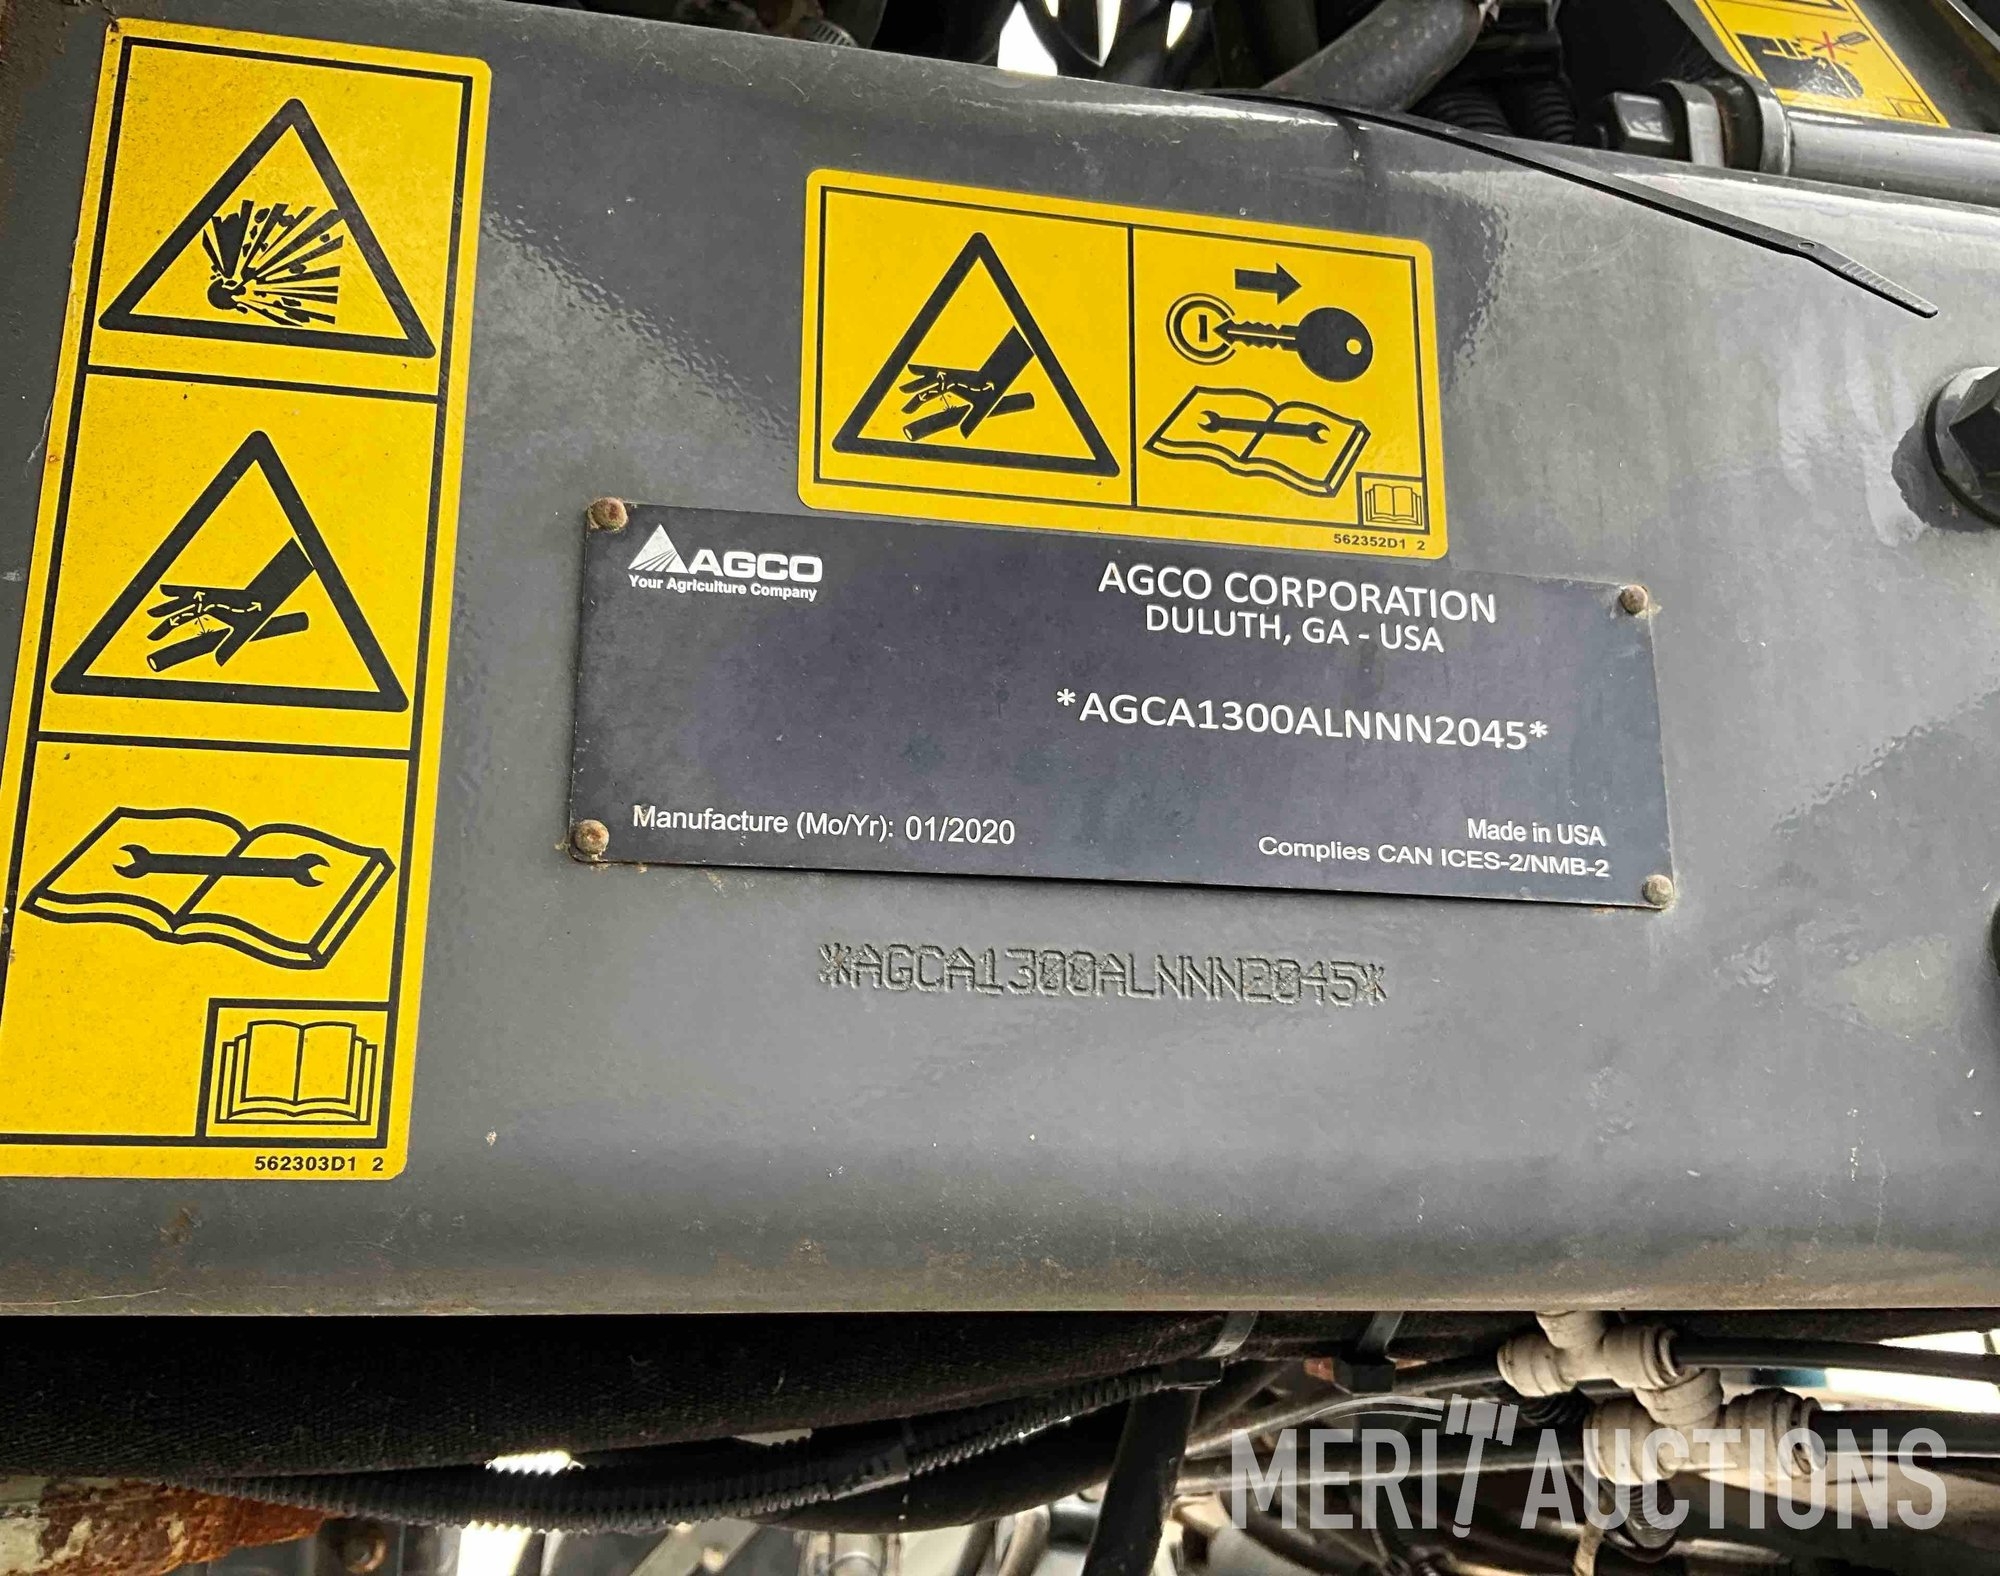 562352D1 2
AGCO
Your Agriculture Company
AGCO CORPORATION
DULUTH, GA - USA
*AGCA1300ALNNN2045*
Manufacture (Mo/Yr): 01/2020
Made in USA
Complies CAN ICES-2/NMB-2
*AGCA1300ALNNN2045*
562303D1 2
MERIT AUCTIONS